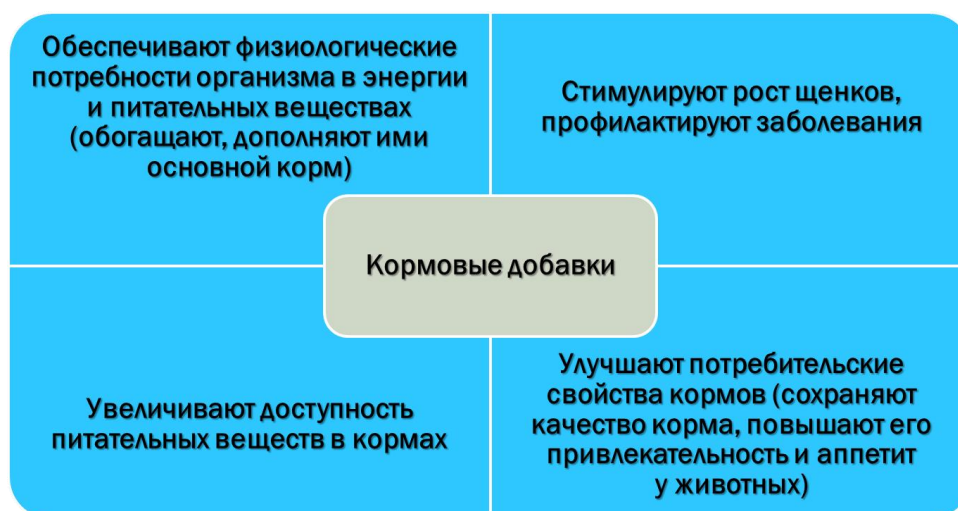 Обеспечивают физиологические
потребности организма в энергии
и питательных веществах
(обогащают, дополняют ими
основной корм)
Стимулируют рост щенков,
профилактируют заболевания
Кормовые добавки
Увеличивают доступность
питательных веществ в кормах
Улучшают потребительские
свойства кормов (сохраняют
качество корма, повышают его
привлекательность и аппетит
у животных)